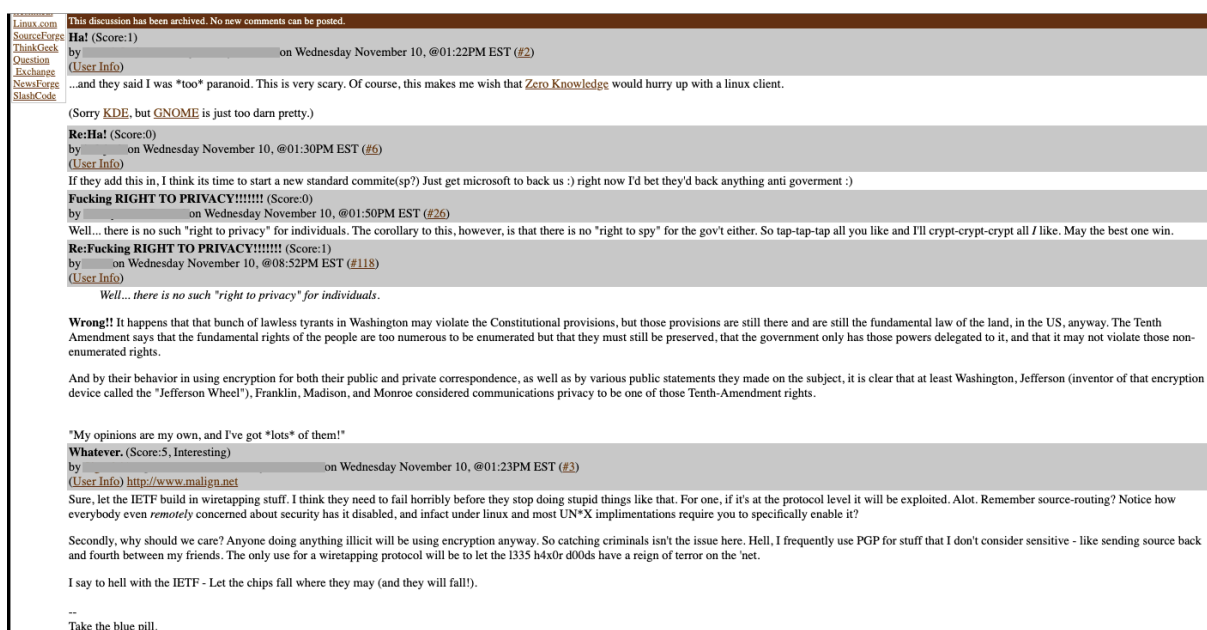 Linux.com
SourceForge
ThinkGeek
Question
Exchange
NewsForge
SlashCode
This discussion has been archived. No new comments can be posted.
Ha! (Score:1)
by on Wednesday November 10, @01:22PM EST (#2)
(User Info)
...and they said I was *too* paranoid. This is very scary. Of course, this makes me wish that Zero Knowledge would hurry up with a linux client.
(Sorry KDE, but GNOME is just too darn pretty.)
Re:Ha! (Score:0)
by on Wednesday November 10, @01:30PM EST (#6)
(User Info)
If they add this in, I think its time to start a new standard commite(sp?) Just get microsoft to back us :) right now I'd bet they'd back anything anti goverment :)
Fucking RIGHT TO PRIVACY!!!!!!! (Score:0)
by on Wednesday November 10, @01:50PM EST (#26)
Well... there is no such "right to privacy" for individuals. The corollary to this, however, is that there is no "right to spy" for the gov't either. So tap-tap-tap all you like and I'll crypt-crypt-crypt all I like. May the best one win.
Re:Fucking RIGHT TO PRIVACY!!!!!!! (Score:1)
by on Wednesday November 10, @08:52PM EST (#118)
(User Info)
Well... there is no such "right to privacy" for individuals.
Wrong!! It happens that that bunch of lawless tyrants in Washington may violate the Constitutional provisions, but those provisions are still there and are still the fundamental law of the land, in the US, anyway. The Tenth
Amendment says that the fundamental rights of the people are too numerous to be enumerated but that they must still be preserved, that the government only has those powers delegated to it, and that it may not violate those non-
enumerated rights.
And by their behavior in using encryption for both their public and private correspondence, as well as by various public statements they made on the subject, it is clear that at least Washington, Jefferson (inventor of that encryption
device called the "Jefferson Wheel"), Franklin, Madison, and Monroe considered communications privacy to be one of those Tenth-Amendment rights.
"My opinions are my own, and I've got *lots* of them!"
Whatever. (Score:5, Interesting)
by on Wednesday November 10, @01:23PM EST (#3)
(User Info) http://www.malign.net
Sure, let the IETF build in wiretapping stuff. I think they need to fail horribly before they stop doing stupid things like that. For one, if it's at the protocol level it will be exploited. Alot. Remember source-routing? Notice how
everybody even remotely concerned about security has it disabled, and infact under linux and most UN*X implimentations require you to specifically enable it?
Secondly, why should we care? Anyone doing anything illicit will be using encryption anyway. So catching criminals isn't the issue here. Hell, I frequently use PGP for stuff that I don't consider sensitive - like sending source back
and fourth between my friends. The only use for a wiretapping protocol will be to let the l335 h4x0r d00ds have a reign of terror on the 'net.
I say to hell with the IETF - Let the chips fall where they may (and they will fall!).
--
Take the blue pill.